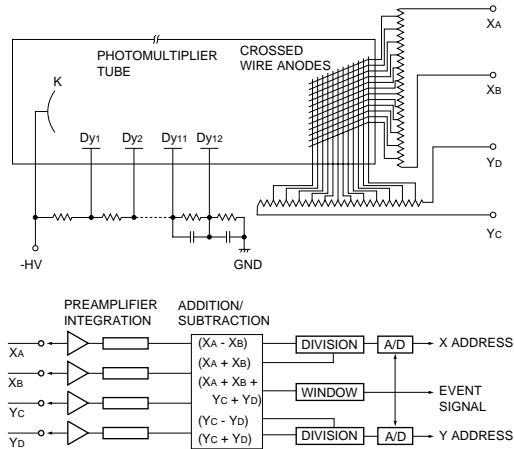 PHOTOMULTIPLIER
TUBE
CROSSED
WIRE ANODES
XA
XB
YD
YC
K
Dy1
Dy2
Dy11
Dy12
-HV
GND
PREAMPLIFIER
INTEGRATION
ADDITION/
SUBTRACTION
XA
XB
YC
YD
(XA - XB)
(XA + XB)
(XA + XB +
YC + YD)
(YC - YD)
(YC + YD)
DIVISION
A/D
X ADDRESS
WINDOW
EVENT
SIGNAL
DIVISION
A/D
Y ADDRESS